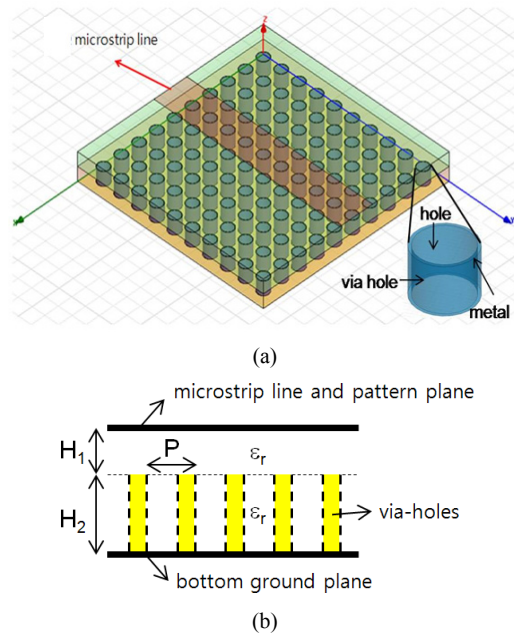 microstrip line
z
hole
via hole
metal
(a)
microstrip line and pattern plane
H1
P
εr
H2
εr
via-holes
bottom ground plane
(b)